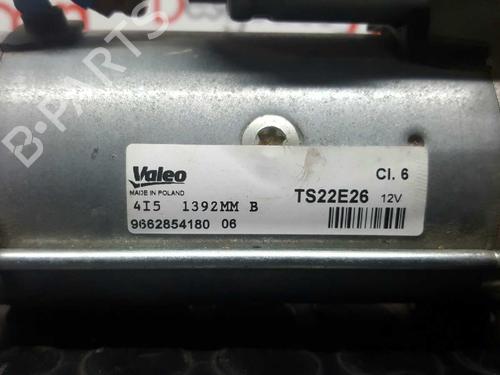 B-PARTS
Valeo Cl. 6
MADE IN POLAND TS22E26 12V
4I5 1392MM B
9662854180 06